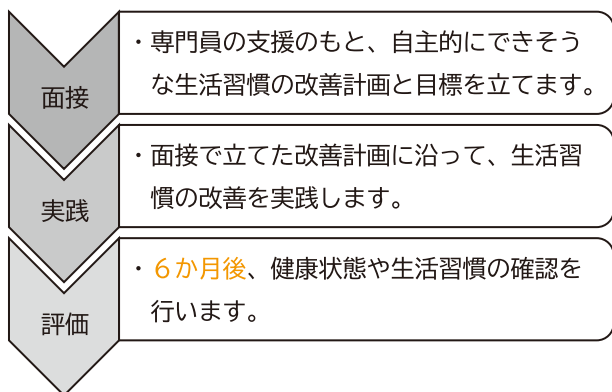 面接
・専門員の支援のもと、自主的にできそう
な生活習慣の改善計画と目標を立てます。
実践
・面接で立てた改善計画に沿って、生活習
慣の改善を実践します。
評価
・６か月後、健康状態や生活習慣の確認を
行います。